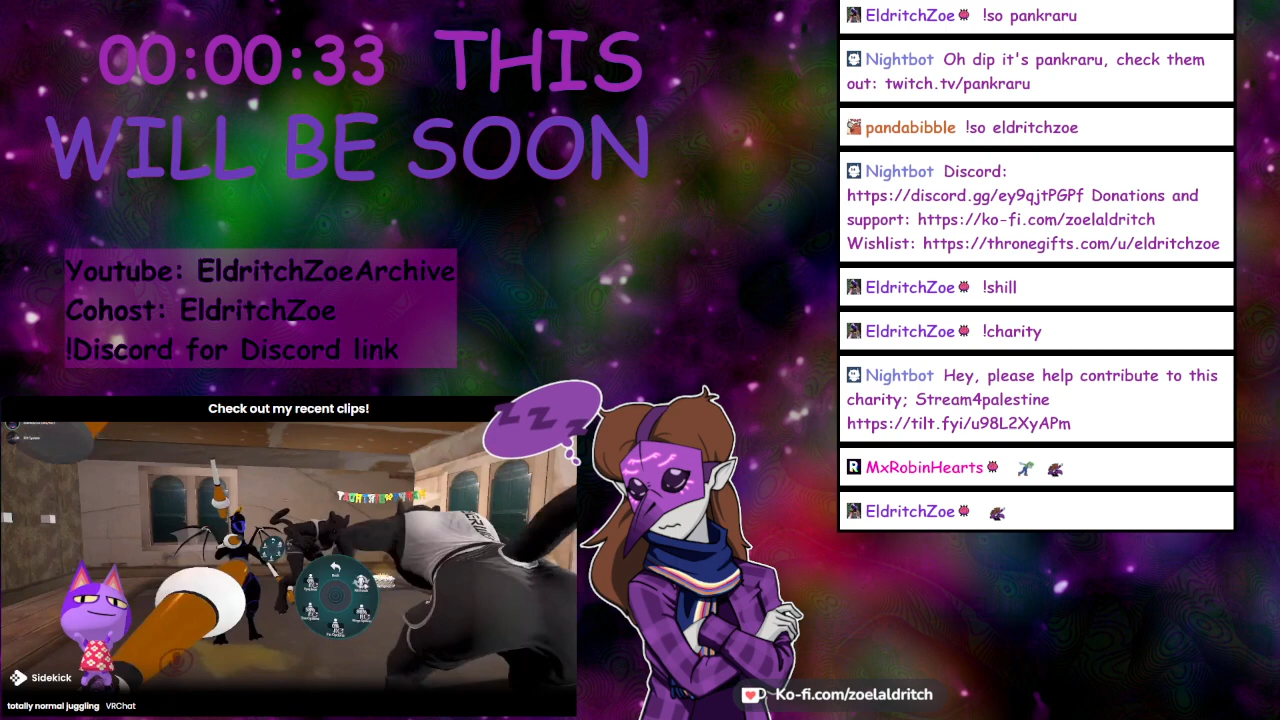 00:00:33 THIS
WILL BE SOON
Youtube: EldritchZoeArchive
Cohost: EldritchZoe
!Discord for Discord link
Check out my recent clips!
Z Z Z
Sidekick
totally normal juggling VRChat
Ko-fi.com/zoelaldritch
EldritchZoe !so pankraru
Nightbot Oh dip it's pankraru, check them
out: twitch.tv/pankraru
pandabibble !so eldritchzoe
Nightbot Discord:
https://discord.gg/ey9qjtPGPf Donations and
support: https://ko-fi.com/zoelaldritch
Wishlist: https://thronegifts.com/u/eldritchzoe
EldritchZoe !shill
EldritchZoe !charity
Nightbot Hey, please help contribute to this
charity; Stream4palestine
https://tilt.fyi/u98L2XyAPm
R MxRobinHearts
EldritchZoe